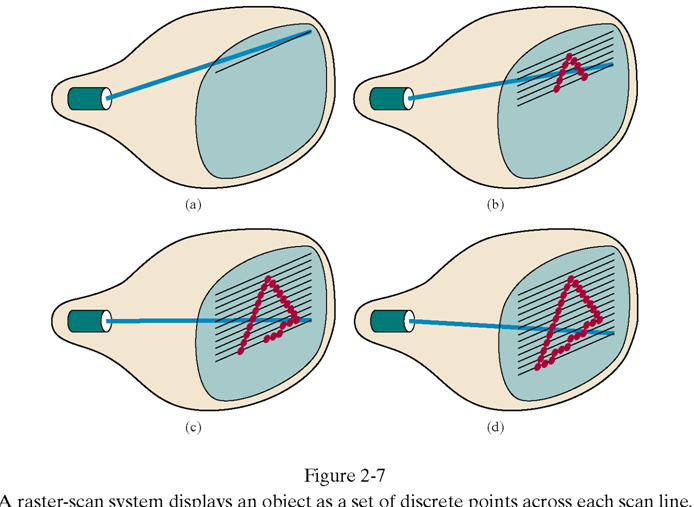 (a)
(b)
(c)
(d)
Figure 2-7
A raster-scan system displays an object as a set of discrete points across each scan line.